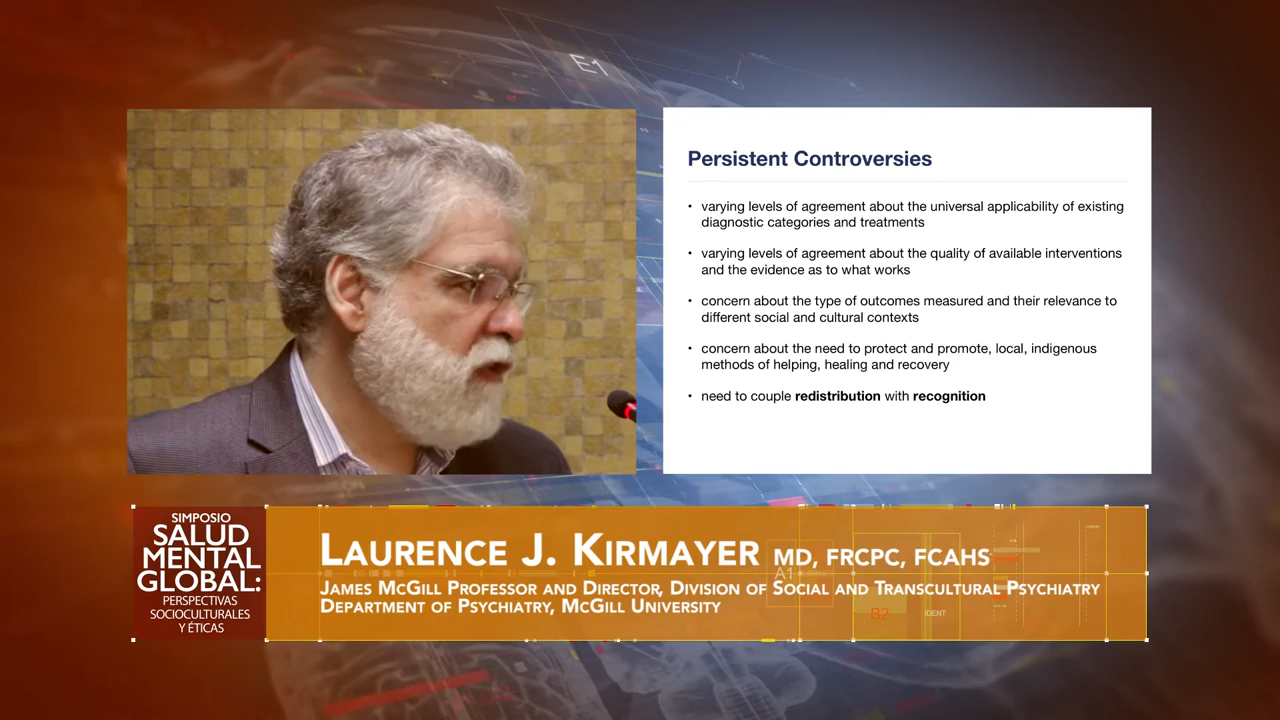 E1
Persistent Controversies
• varying levels of agreement about the universal applicability of existing
diagnostic categories and treatments
• varying levels of agreement about the quality of available interventions
and the evidence as to what works
• concern about the type of outcomes measured and their relevance to
different social and cultural contexts
• concern about the need to protect and promote, local, indigenous
methods of helping, healing and recovery
• need to couple redistribution with recognition
SIMPOSIO
SALUD
MENTAL
GLOBAL:
PERSPECTIVAS
SOCIOCULTURALES
Y ÉTICAS
LAURENCE J. KIRMAYER MD, FRCPC, FCAHS
JAMES MCGILL PROFESSOR AND DIRECTOR, DIVISION OF SOCIAL AND TRANSCULTURAL PSYCHIATRY
DEPARTMENT OF PSYCHIATRY, MCGILL UNIVERSITY
A1
B2
IDENT